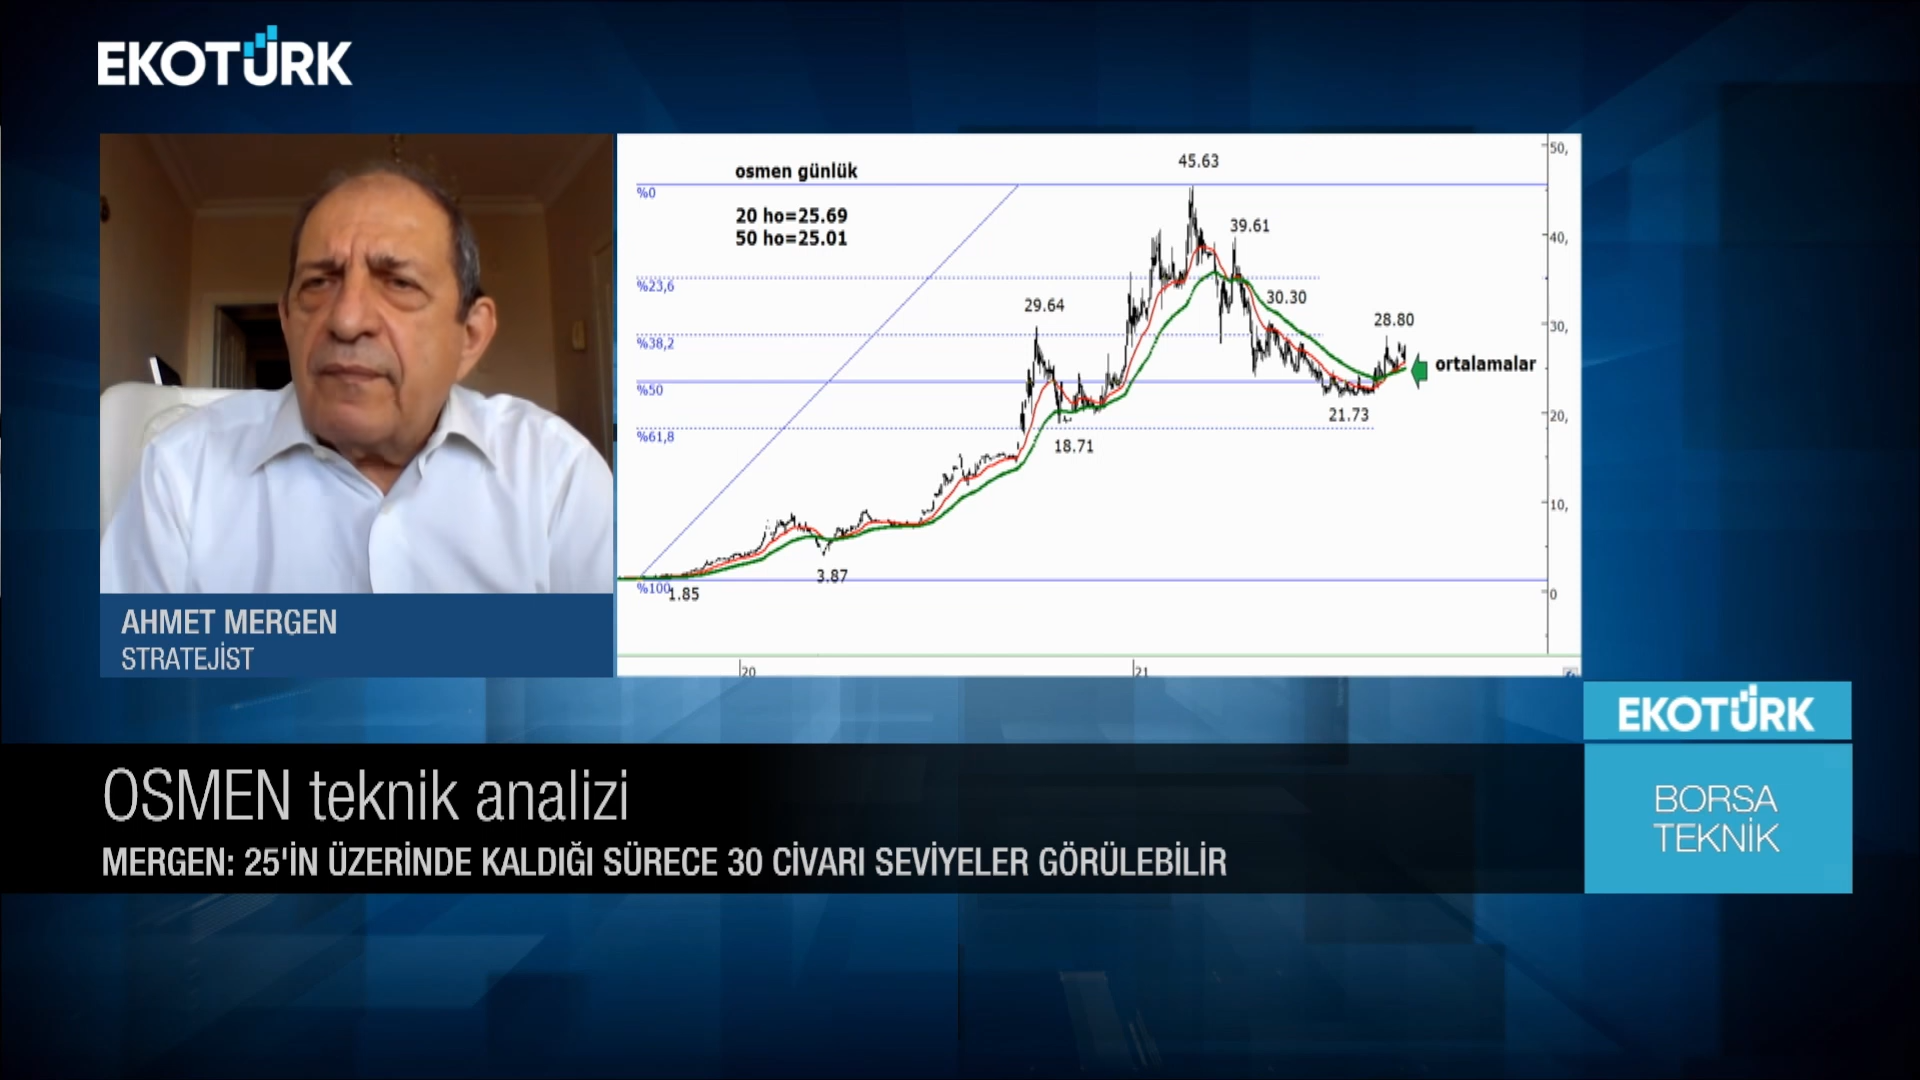 EKOTÜRK
osmen günlük
20 ho=25.69
50 ho=25.01
%0
%23,6
%38,2
%50
%61,8
%100
1.85
3.87
29.64
18.71
45.63
39.61
30.30
21.73
28.80
ortalamalar
50,
40,
30,
20,
10,
0
20
21
AHMET MERGEN
STRATEJİST
EKOTÜRK
BORSA
TEKNİK
OSMEN teknik analizi
MERGEN: 25'İN ÜZERİNDE KALDIĞI SÜRECE 30 CİVARI SEVİYELER GÖRÜLEBİLİR